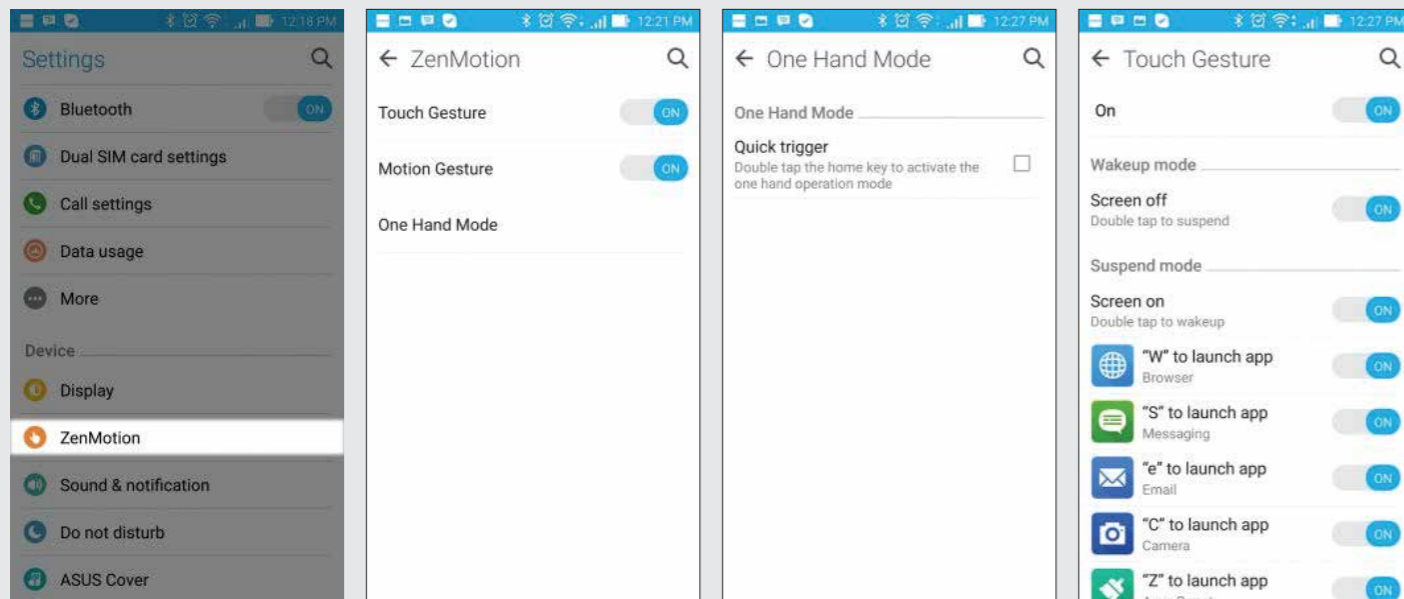 12:18 PM
Settings
Bluetooth
ON
Dual SIM card settings
Call settings
Data usage
More
Device
Display
ZenMotion
Sound & notification
Do not disturb
ASUS Cover
12:21 PM
ZenMotion
Touch Gesture
ON
Motion Gesture
ON
One Hand Mode
12:27 PM
One Hand Mode
One Hand Mode
Quick trigger
Double tap the home key to activate the
one hand operation mode
12:27 PM
Touch Gesture
On
ON
Wakeup mode
Screen off
ON
Double tap to suspend
Suspend mode
Screen on
ON
Double tap to wakeup
"W" to launch app
ON
Browser
"S" to launch app
ON
Messaging
"e" to launch app
ON
Email
"C" to launch app
ON
Camera
"Z" to launch app
ON